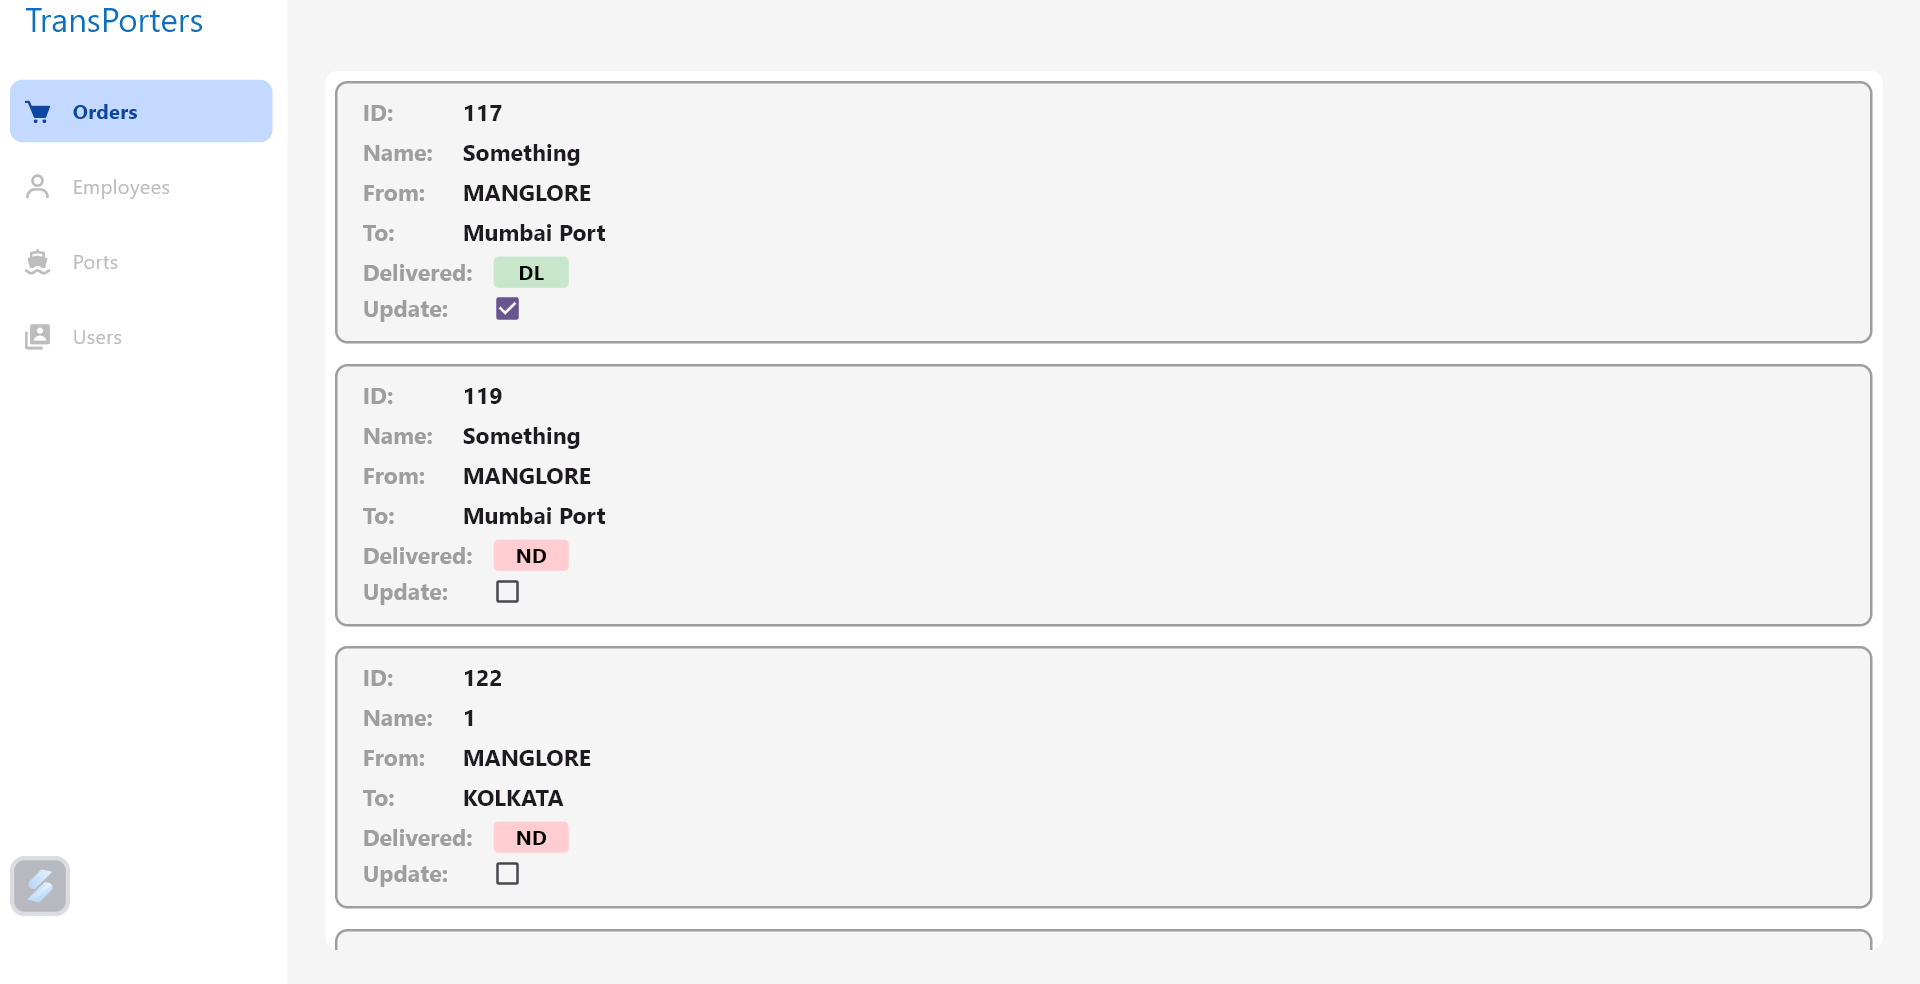 TransPorters
Orders
Employees
Ports
Users
ID: 117
Name: Something
From: MANGLORE
To: Mumbai Port
Delivered: DL
Update:
ID: 119
Name: Something
From: MANGLORE
To: Mumbai Port
Delivered: ND
Update:
ID: 122
Name: 1
From: MANGLORE
To: KOLKATA
Delivered: ND
Update: